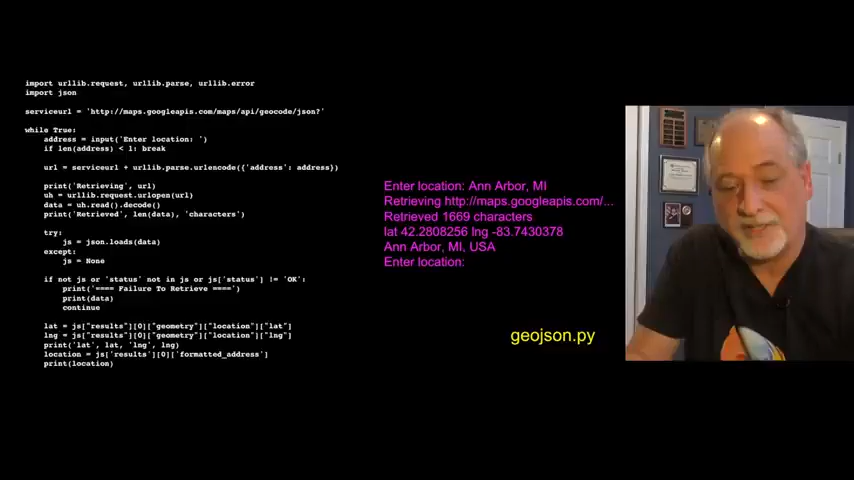 import urllib.request, urllib.parse, urllib.error
import json
serviceurl = 'http://maps.googleapis.com/maps/api/geocode/json?'
while True:
    address = input('Enter location: ')
    if len(address) < 1: break
    url = serviceurl + urllib.parse.urlencode({'address': address})
    print('Retrieving', url)
    uh = urllib.request.urlopen(url)
    data = uh.read().decode()
    print('Retrieved', len(data), 'characters')
    try:
        js = json.loads(data)
    except:
        js = None
    if not js or 'status' not in js or js['status'] != 'OK':
        print('==== Failure To Retrieve ====')
        print(data)
        continue
    lat = js["results"][0]["geometry"]["location"]["lat"]
    lng = js["results"][0]["geometry"]["location"]["lng"]
    print('lat', lat, 'lng', lng)
    location = js['results'][0]['formatted_address']
    print(location)
Enter location: Ann Arbor, MI
Retrieving http://maps.googleapis.com/...
Retrieved 1669 characters
lat 42.2808256 lng -83.7430378
Ann Arbor, MI, USA
Enter location:
geojson.py